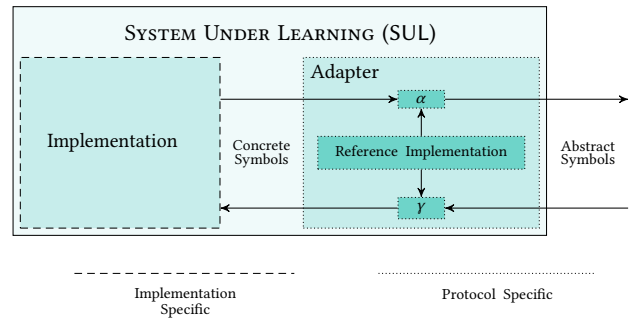 SYSTEM UNDER LEARNING (SUL)
Adapter
α
Implementation
Concrete
Symbols
Reference Implementation
Abstract
Symbols
γ
Implementation
Specific
Protocol Specific